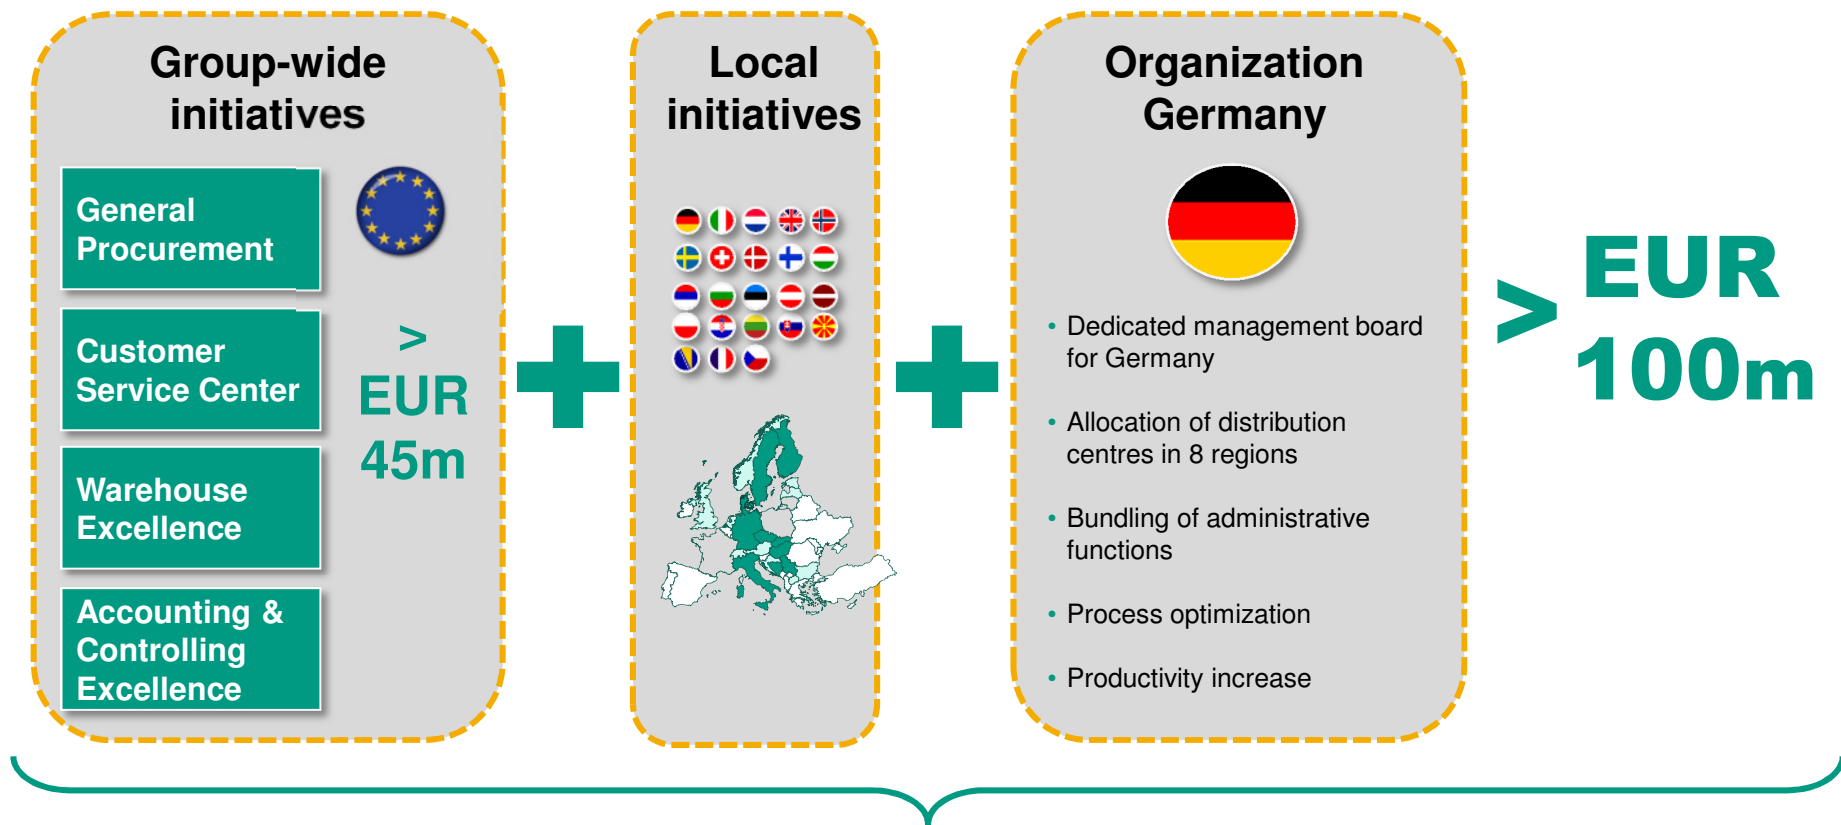 Group-wide
initiatives
General
Procurement
Customer
Service Center
Warehouse
Excellence
Accounting &
Controlling
Excellence
>
EUR
45m
Local
initiatives
Organization
Germany
• Dedicated management board
for Germany
• Allocation of distribution
centres in 8 regions
• Bundling of administrative
functions
• Process optimization
• Productivity increase
> EUR
100m